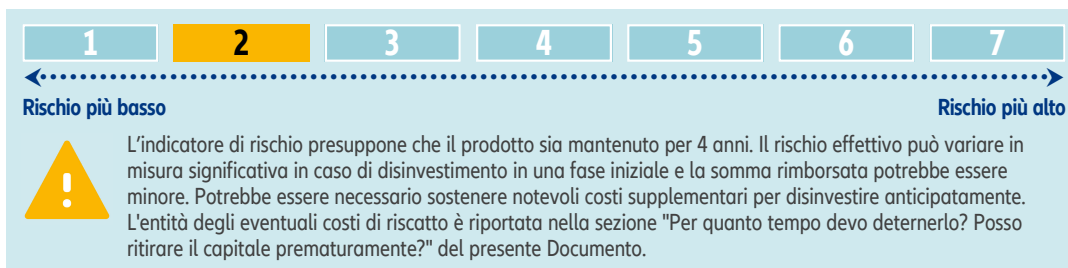 1 2 3 4 5 6 7
Rischio più basso Rischio più alto
L'indicatore di rischio presuppone che il prodotto sia mantenuto per 4 anni. Il rischio effettivo può variare in
misura significativa in caso di disinvestimento in una fase iniziale e la somma rimborsata potrebbe essere
minore. Potrebbe essere necessario sostenere notevoli costi supplementari per disinvestire anticipatamente.
L'entità degli eventuali costi di riscatto è riportata nella sezione "Per quanto tempo devo deternerlo? Posso
ritirare il capitale prematuramente?" del presente Documento.